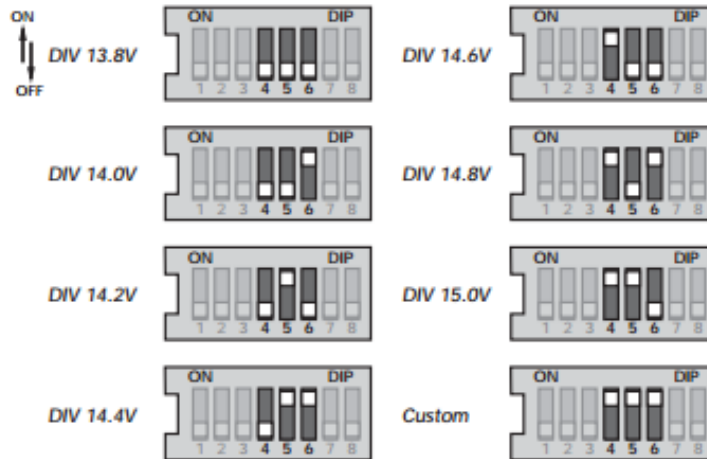 ON
OFF
DIV 13.8V
ON DIP
1 2 3 4 5 6 7 8
DIV 14.6V
ON DIP
1 2 3 4 5 6 7 8
DIV 14.0V
ON DIP
1 2 3 4 5 6 7 8
DIV 14.8V
ON DIP
1 2 3 4 5 6 7 8
DIV 14.2V
ON DIP
1 2 3 4 5 6 7 8
DIV 15.0V
ON DIP
1 2 3 4 5 6 7 8
DIV 14.4V
ON DIP
1 2 3 4 5 6 7 8
Custom
ON DIP
1 2 3 4 5 6 7 8